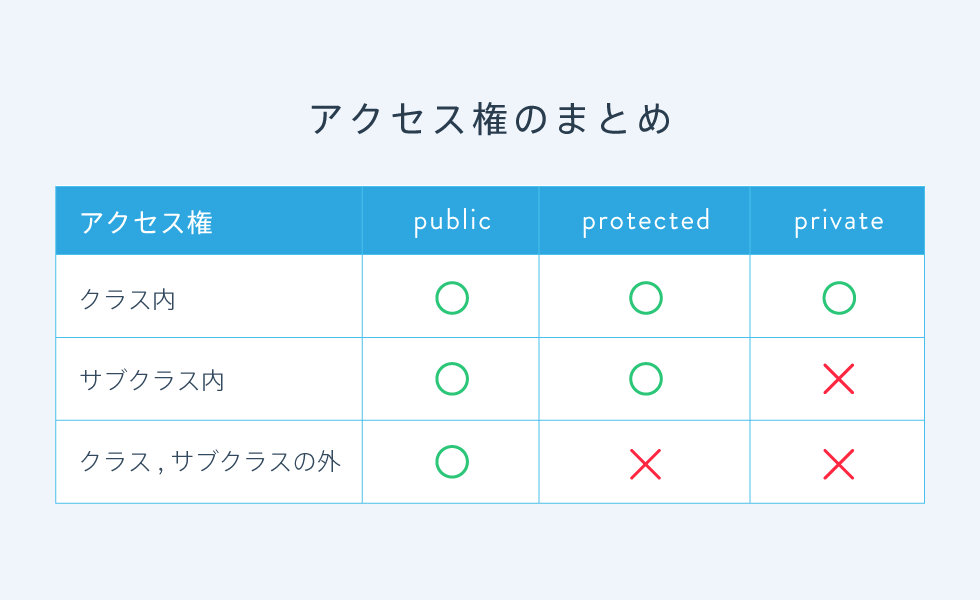 アクセス権のまとめ
アクセス権 public protected private
クラス内 ○ ○ ○
サブクラス内 ○ ○ ×
クラス , サブクラスの外 ○ × ×